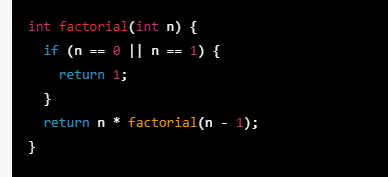 int factorial(int n) {
  if (n == 0 || n == 1) {
    return 1;
  }
  return n * factorial(n - 1);
}